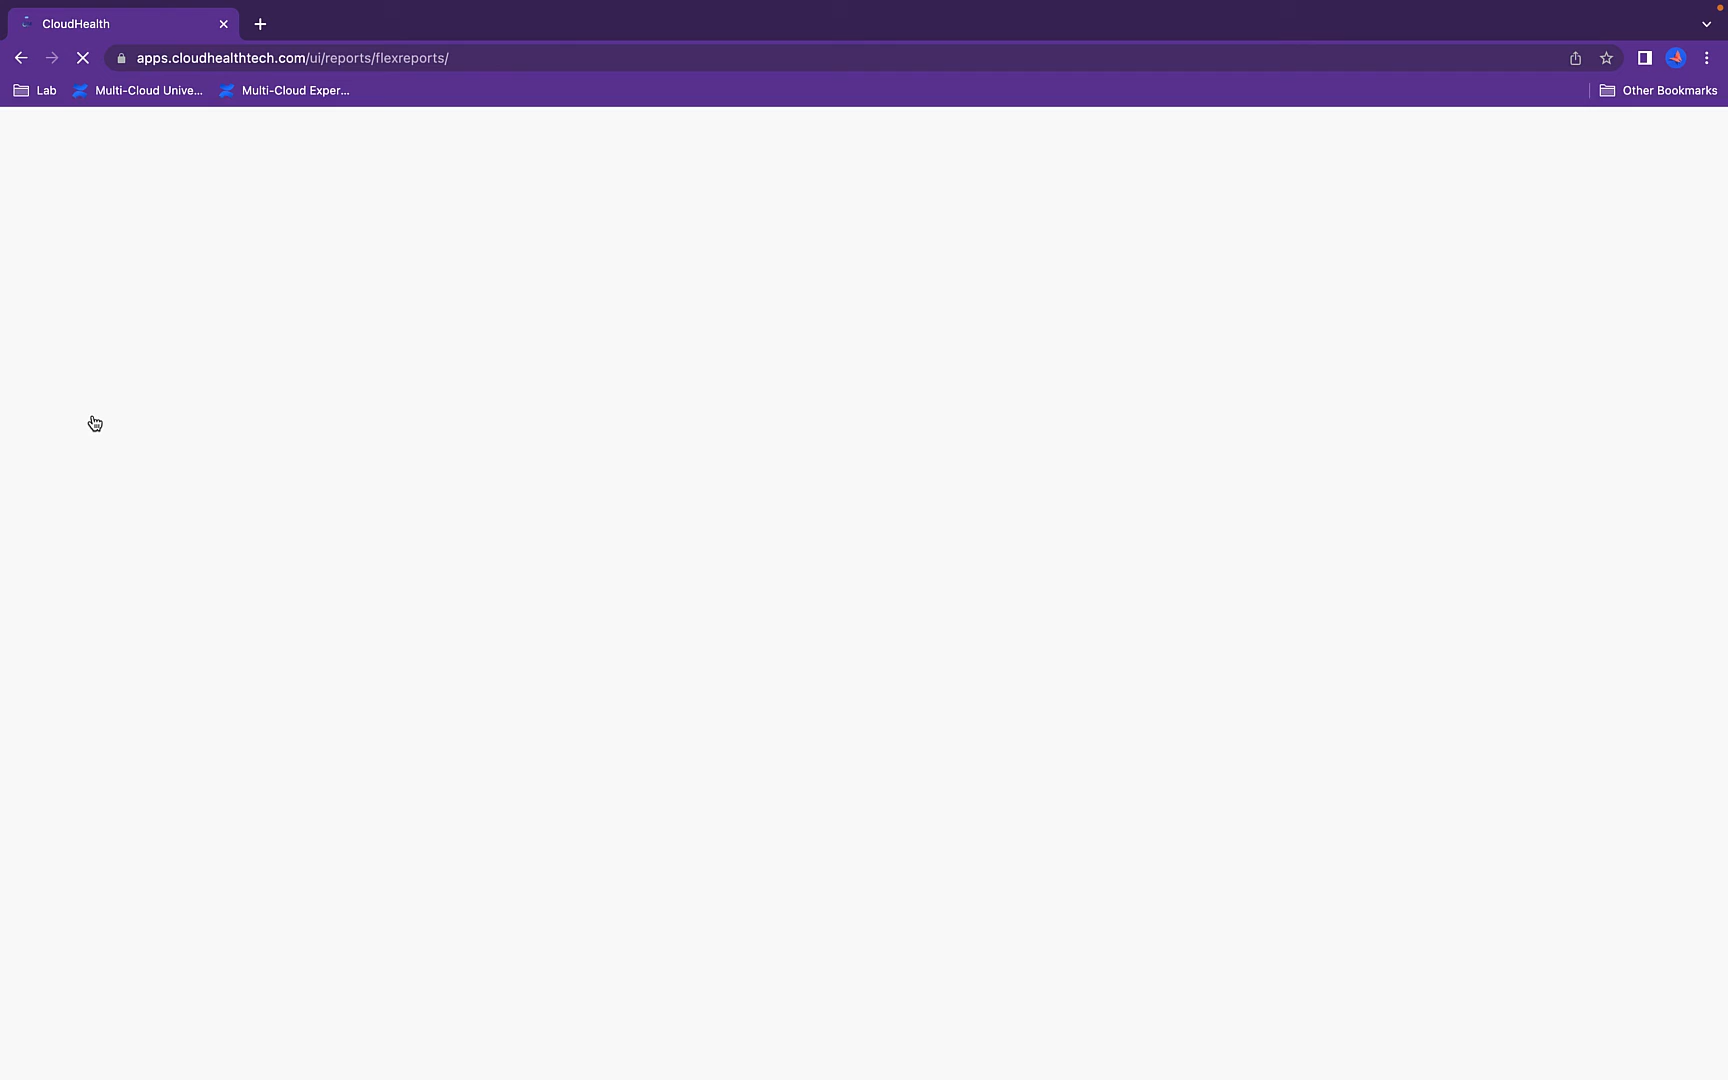 CloudHealth
apps.cloudhealthtech.com/ui/reports/flexreports/
Lab
Multi-Cloud Unive...
Multi-Cloud Exper...
Other Bookmarks